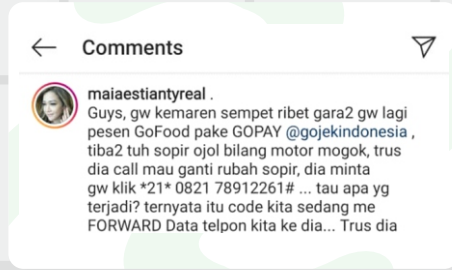 Comments
maiaestiantyreal .
Guys, gw kemaren sempet ribet gara2 gw lagi
pesen GoFood pake GOPAY @gojekindonesia ,
tiba2 tuh sopir ojol bilang motor mogok, trus
dia call mau ganti rubah sopir, dia minta
gw klik *21* 0821 78912261# ... tau apa yg
terjadi? ternyata itu code kita sedang me
FORWARD Data telpon kita ke dia... Trus dia